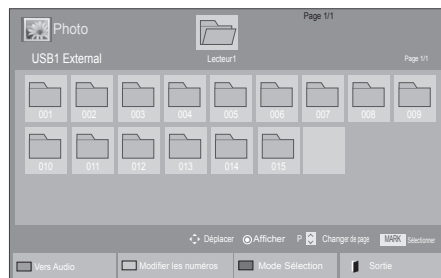 Page 1/1
Photo
USB1 External
Lecteur1
Page 1/1
001 002 003 004 005 006 007 008 009
010 011 012 013 014 015
Déplacer Afficher P Changer de page MARK Sélectionner
Vers Audio Modifier les numéros Mode Sélection Sortie